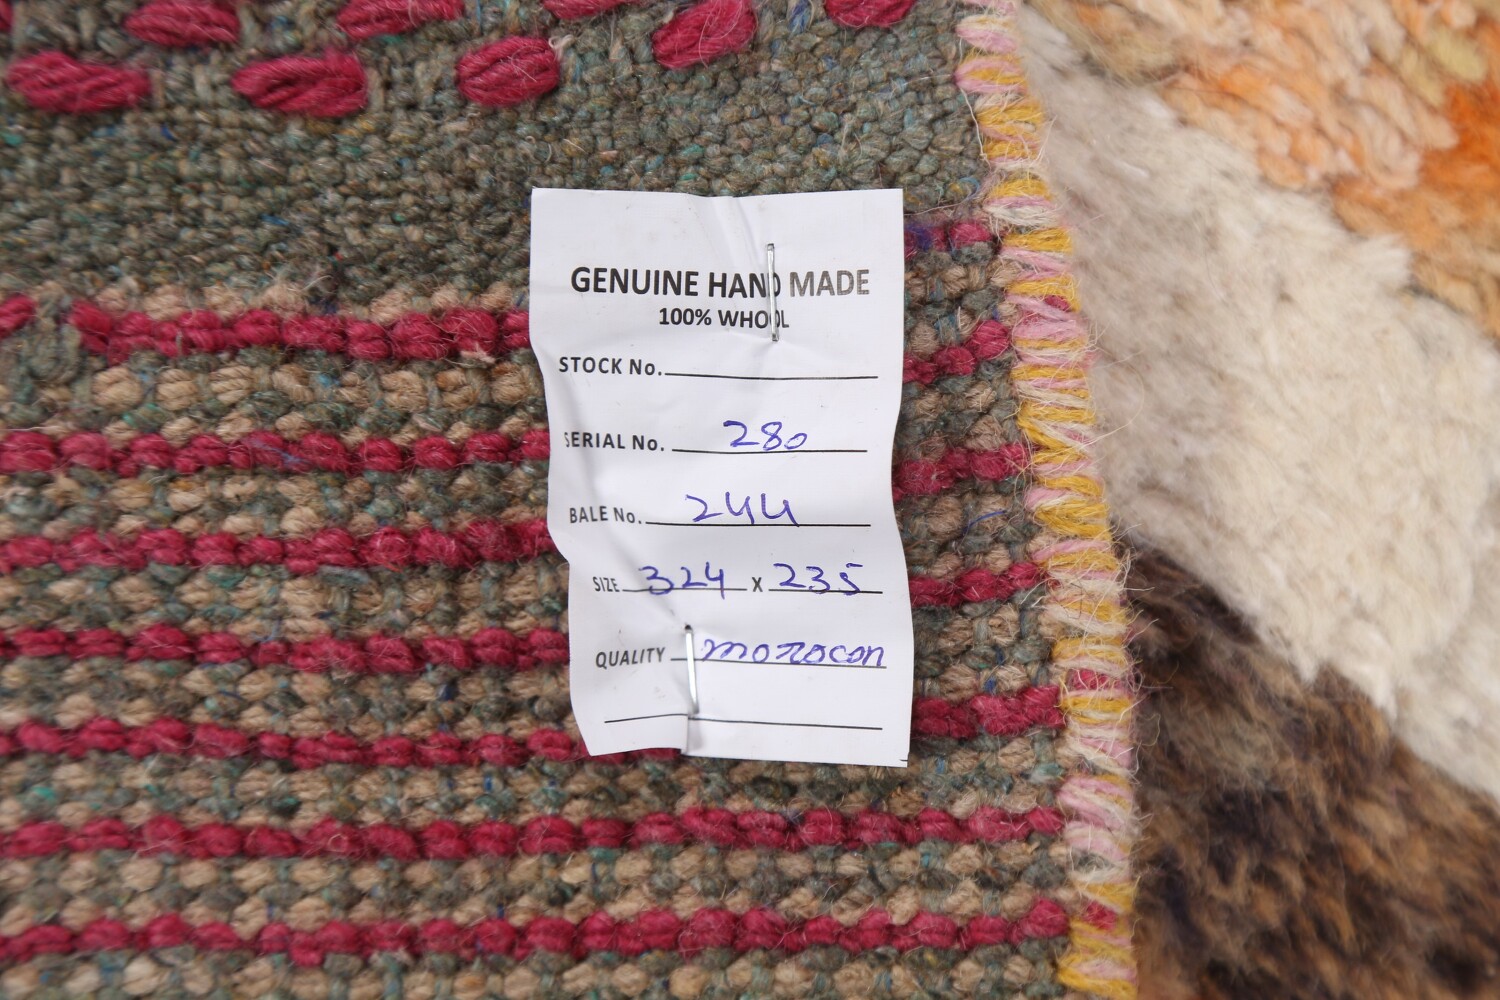 GENUINE HAND MADE
100% WHOOL
STOCK No.
SERIAL No. 280
BALE No. 244
SIZE 324 X 235
QUALITY morocon